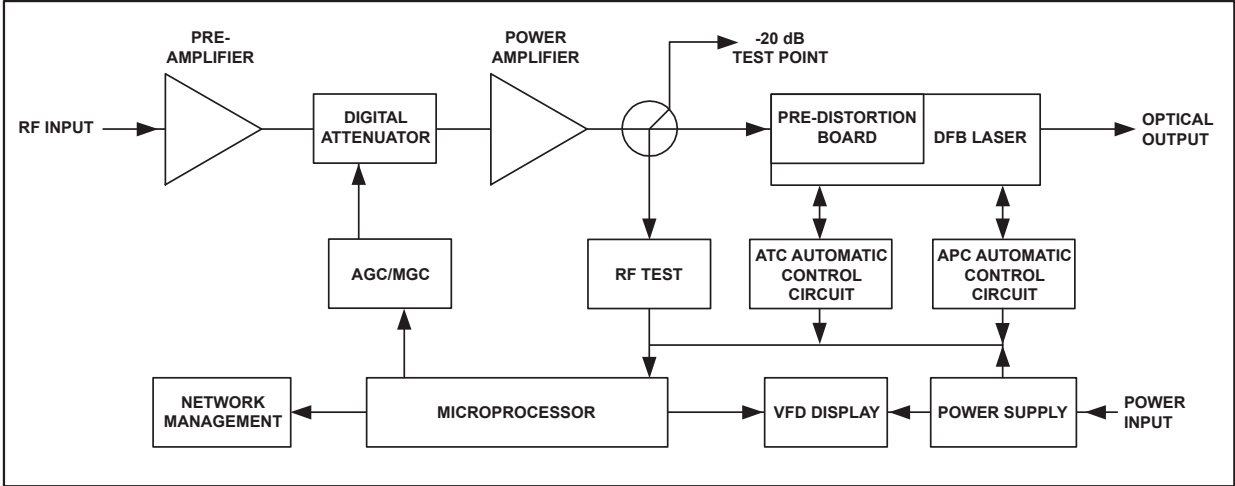 PRE-
AMPLIFIER
POWER
AMPLIFIER
-20 dB
TEST POINT
RF INPUT
DIGITAL
ATTENUATOR
PRE-DISTORTION
BOARD
DFB LASER
OPTICAL
OUTPUT
AGC/MGC
RF TEST
ATC AUTOMATIC
CONTROL
CIRCUIT
APC AUTOMATIC
CONTROL
CIRCUIT
NETWORK
MANAGEMENT
MICROPROCESSOR
VFD DISPLAY
POWER SUPPLY
POWER
INPUT